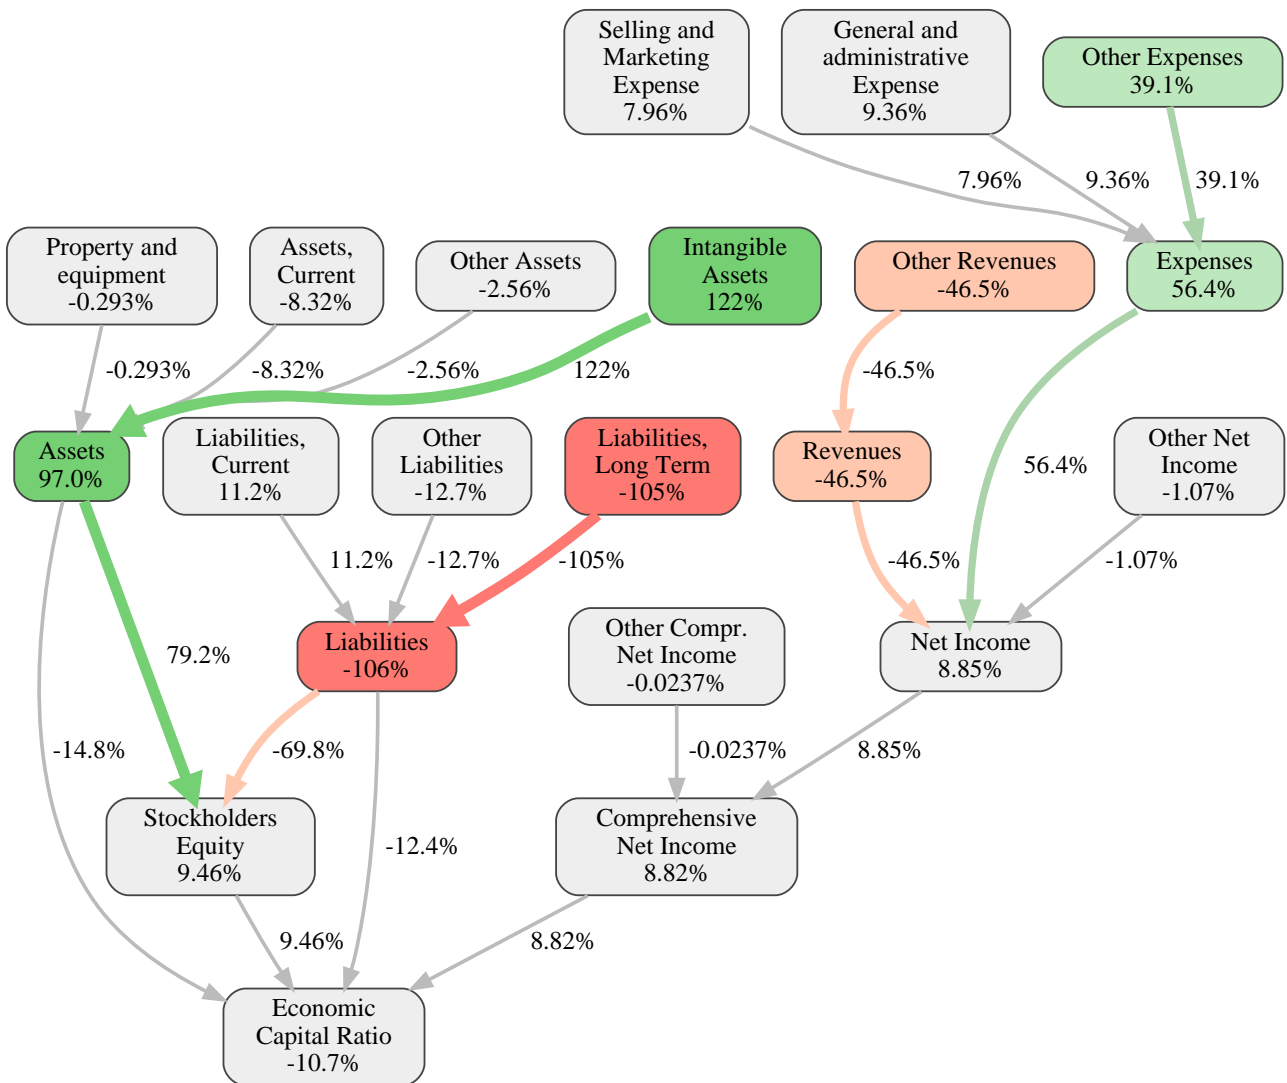 Selling and
Marketing
Expense
7.96%
General and
administrative
Expense
9.36%
Other Expenses
39.1%
7.96%
9.36%
39.1%
Property and
equipment
-0.293%
Assets,
Current
-8.32%
Other Assets
-2.56%
Intangible
Assets
122%
Other Revenues
-46.5%
Expenses
56.4%
-0.293%
-8.32%
-2.56%
122%
-46.5%
56.4%
Assets
97.0%
Liabilities,
Current
11.2%
Other
Liabilities
-12.7%
Liabilities,
Long Term
-105%
Revenues
-46.5%
Other Net
Income
-1.07%
11.2%
-12.7%
-105%
-46.5%
-1.07%
79.2%
Liabilities
-106%
Other Compr.
Net Income
-0.0237%
Net Income
8.85%
-14.8%
-69.8%
-0.0237%
8.85%
Stockholders
Equity
9.46%
-12.4%
Comprehensive
Net Income
8.82%
9.46%
8.82%
Economic
Capital Ratio
-10.7%